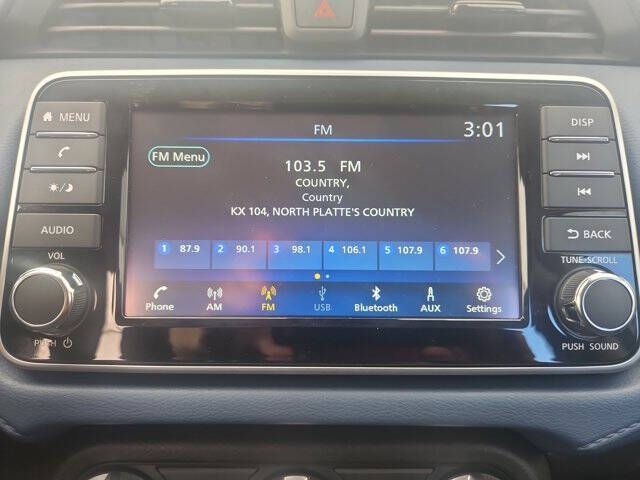 FM
3:01
MENU
DISP
FM Menu
103.5 FM
COUNTRY,
Country
KX 104, NORTH PLATTE'S COUNTRY
AUDIO
BACK
VOL
TUNE·SCROLL
1 87.9 2 90.1 3 98.1 4 106.1 5 107.9 6 107.9
Phone AM FM USB Bluetooth AUX Settings
PUSH
PUSH SOUND